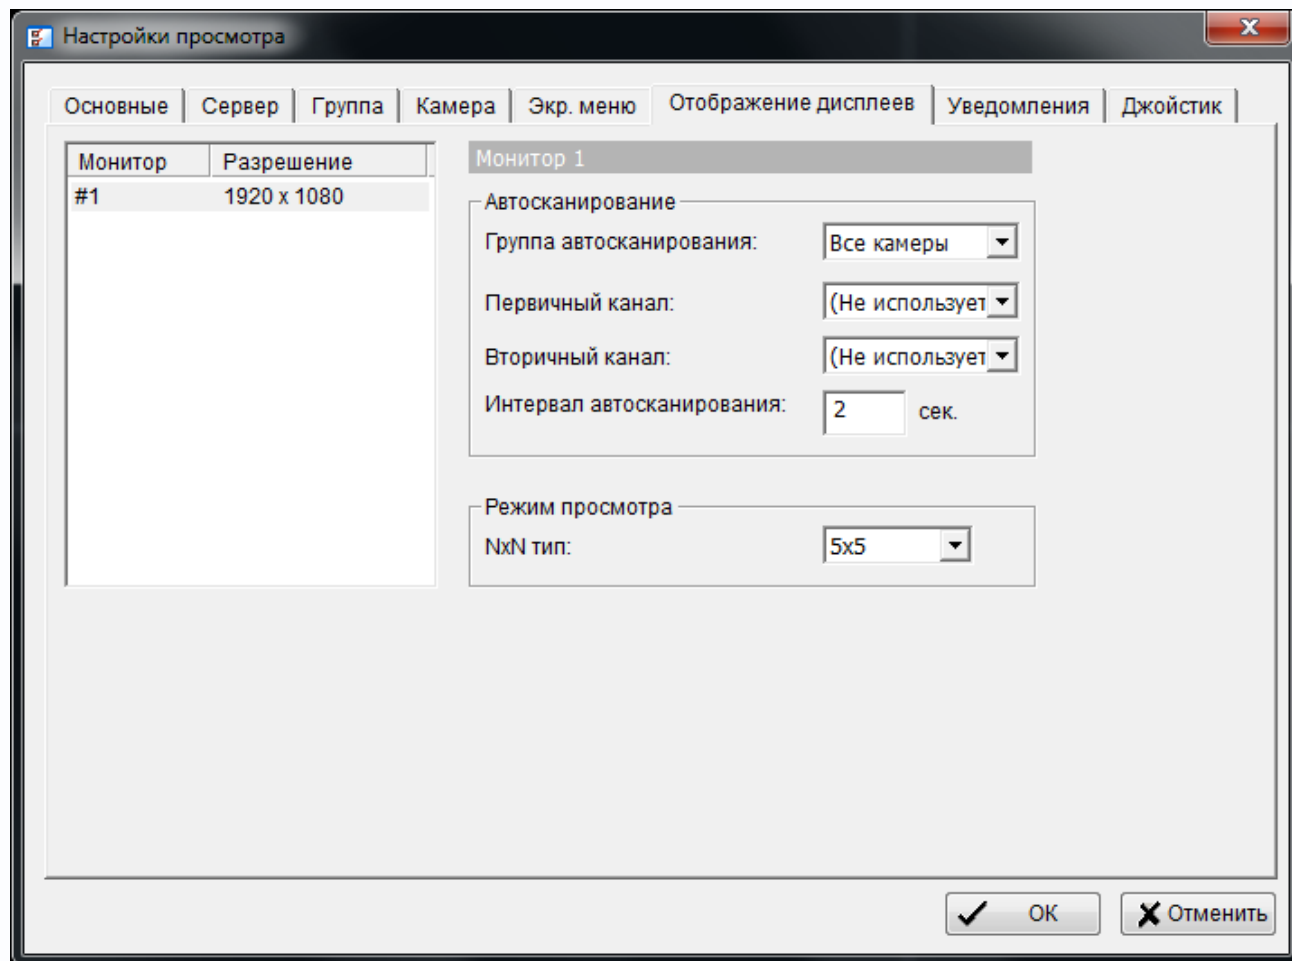 Настройки просмотра
Основные Сервер Группа Камера Экр. меню Отображение дисплеев Уведомления Джойстик
Монитор Разрешение
#1 1920 x 1080
Монитор 1
Автосканирование
Группа автосканирования: Все камеры
Первичный канал: (Не использует
Вторичный канал: (Не использует
Интервал автосканирования: 2 сек.
Режим просмотра
NxN тип: 5x5
ОК Отменить